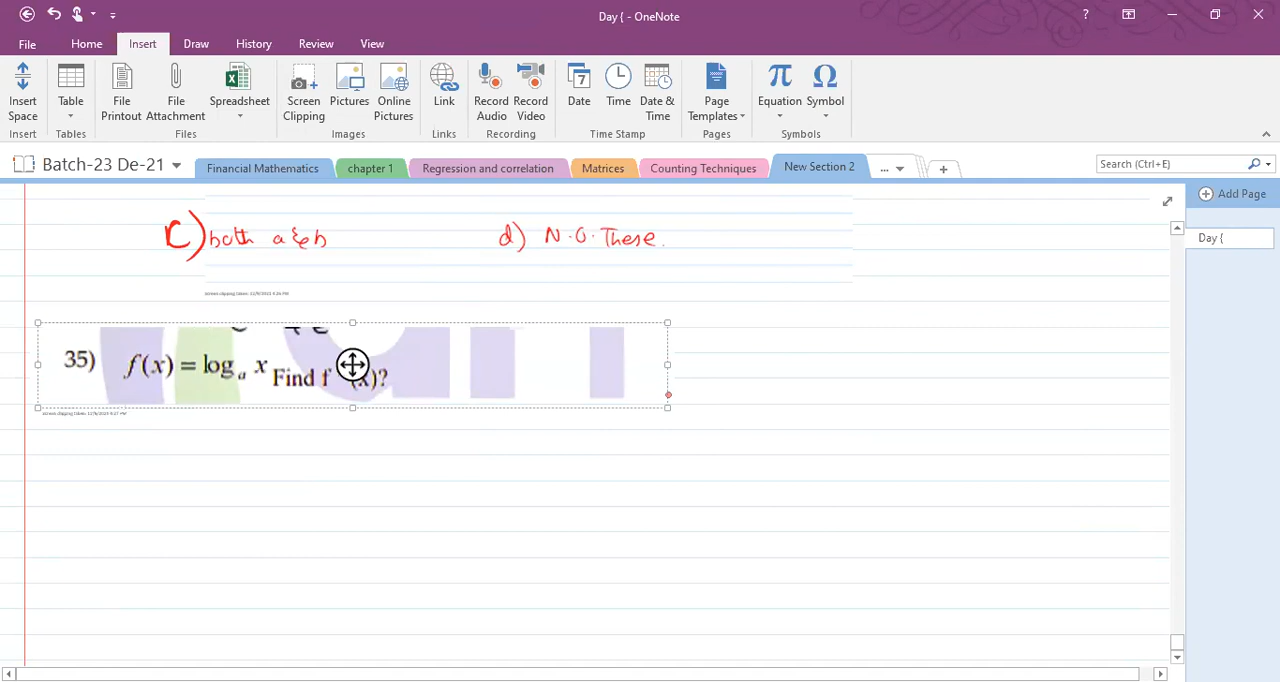 Day { - OneNote
?
File
Home
Insert
Draw
History
Review
View
Insert Space
Table
File Printout
File Attachment
Spreadsheet
Screen Clipping
Pictures
Online Pictures
Link
Record Audio
Record Video
Date
Time
Date & Time
Page Templates
Equation
Symbol
Insert
Tables
Files
Images
Links
Recording
Time Stamp
Pages
Symbols
Batch-23 De-21
Financial Mathematics
chapter 1
Regression and correlation
Matrices
Counting Techniques
New Section 2
...
Search (Ctrl+E)
Add Page
Day {
C) both a & b
d) N.O.These.
35) f(x) = log a x Find f (x)?